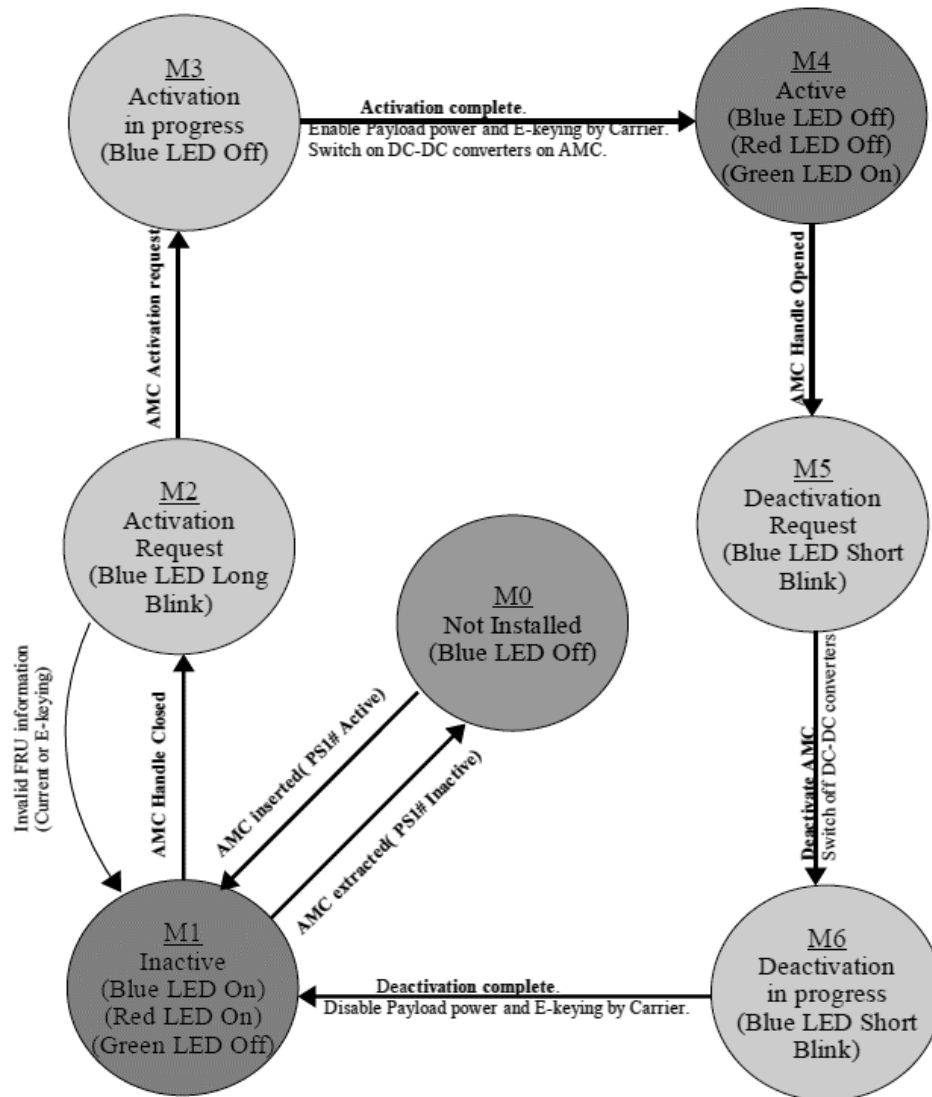 M3
Activation
in progress
(Blue LED Off)
Activation complete.
Enable Payload power and E-keying by Carrier.
Switch on DC-DC converters on AMC.
M4
Active
(Blue LED Off)
(Red LED Off)
(Green LED On)
AMC Activation request
AMC Handle Opened
M2
Activation
Request
(Blue LED Long
Blink)
M5
Deactivation
Request
(Blue LED Short
Blink)
M0
Not Installed
(Blue LED Off)
Invalid FRU information
(Current or E-keying)
AMC Handle Closed
AMC inserted( PS1# Active)
AMC extracted( PS1# Inactive)
Deactivate AMC
Switch off DC-DC converters
M1
Inactive
(Blue LED On)
(Red LED On)
(Green LED Off)
Deactivation complete.
Disable Payload power and E-keying by Carrier.
M6
Deactivation
in progress
(Blue LED Short
Blink)